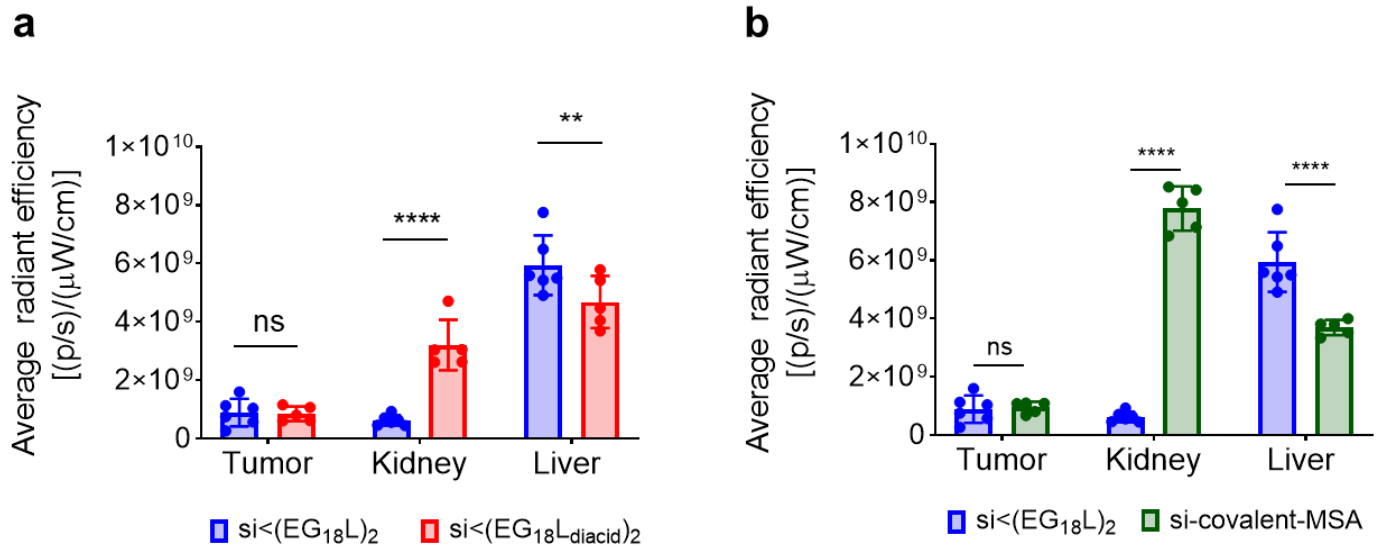 a
Average radiant efficiency
[(p/s)/(µW/cm)]
1×10¹⁰
8×10⁹
6×10⁹
4×10⁹
2×10⁹
0
ns
****
**
Tumor
Kidney
Liver
si<(EG₁₈L)₂
si<(EG₁₈L_diacid)₂
b
Average radiant efficiency
[(p/s)/(µW/cm)]
1×10¹⁰
8×10⁹
6×10⁹
4×10⁹
2×10⁹
0
ns
****
****
Tumor
Kidney
Liver
si<(EG₁₈L)₂
si-covalent-MSA